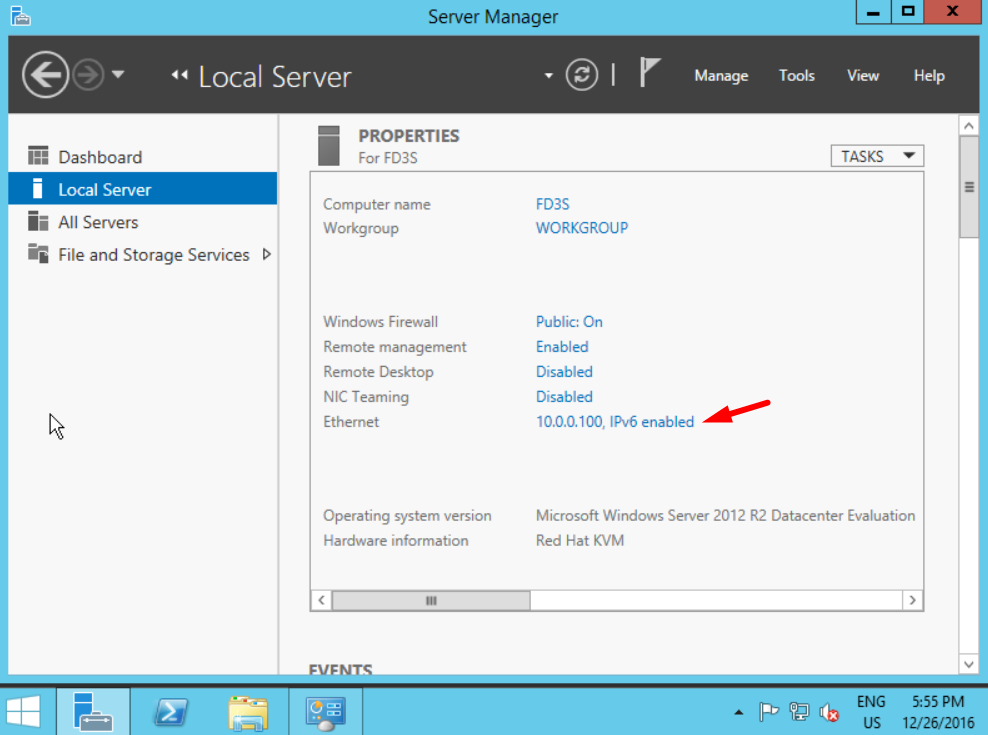 Server Manager
Local Server
Manage Tools View Help
Dashboard
Local Server
All Servers
File and Storage Services
PROPERTIES
For FD3S
TASKS
Computer name FD3S
Workgroup WORKGROUP
Windows Firewall Public: On
Remote management Enabled
Remote Desktop Disabled
NIC Teaming Disabled
Ethernet 10.0.0.100, IPv6 enabled
Operating system version Microsoft Windows Server 2012 R2 Datacenter Evaluation
Hardware information Red Hat KVM
EVENTS
ENG 5:55 PM
US 12/26/2016